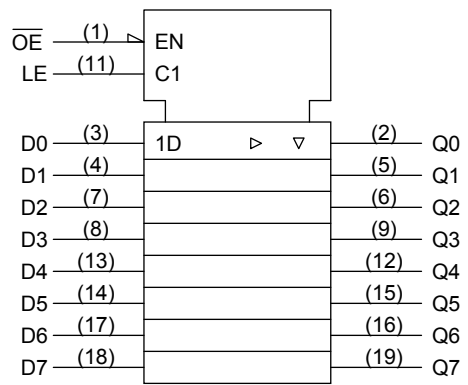 O̅E̅ (1) EN
LE (11) C1
D0 (3) 1D (2) Q0
D1 (4) (5) Q1
D2 (7) (6) Q2
D3 (8) (9) Q3
D4 (13) (12) Q4
D5 (14) (15) Q5
D6 (17) (16) Q6
D7 (18) (19) Q7